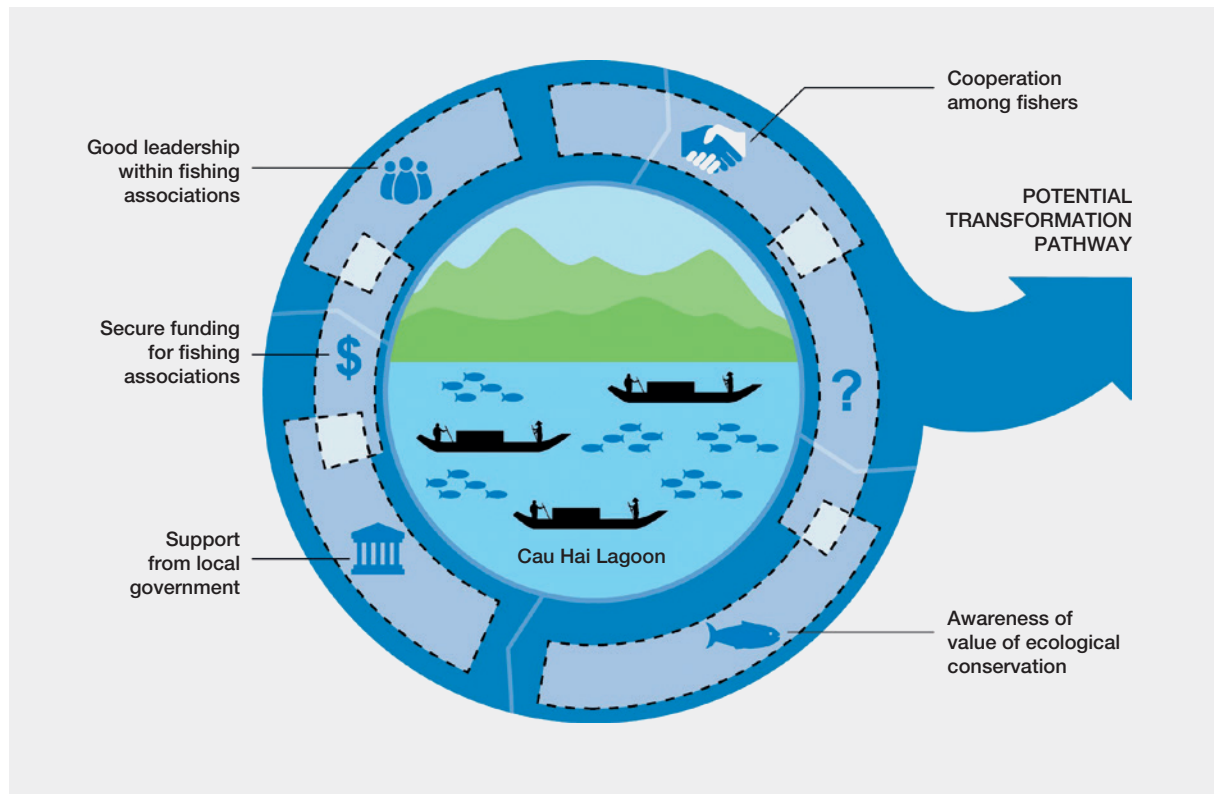 Cooperation
among fishers
Good leadership
within fishing
associations
POTENTIAL
TRANSFORMATION
PATHWAY
Secure funding
for fishing
associations
$
?
Support
from local
government
Cau Hai Lagoon
Awareness of
value of ecological
conservation